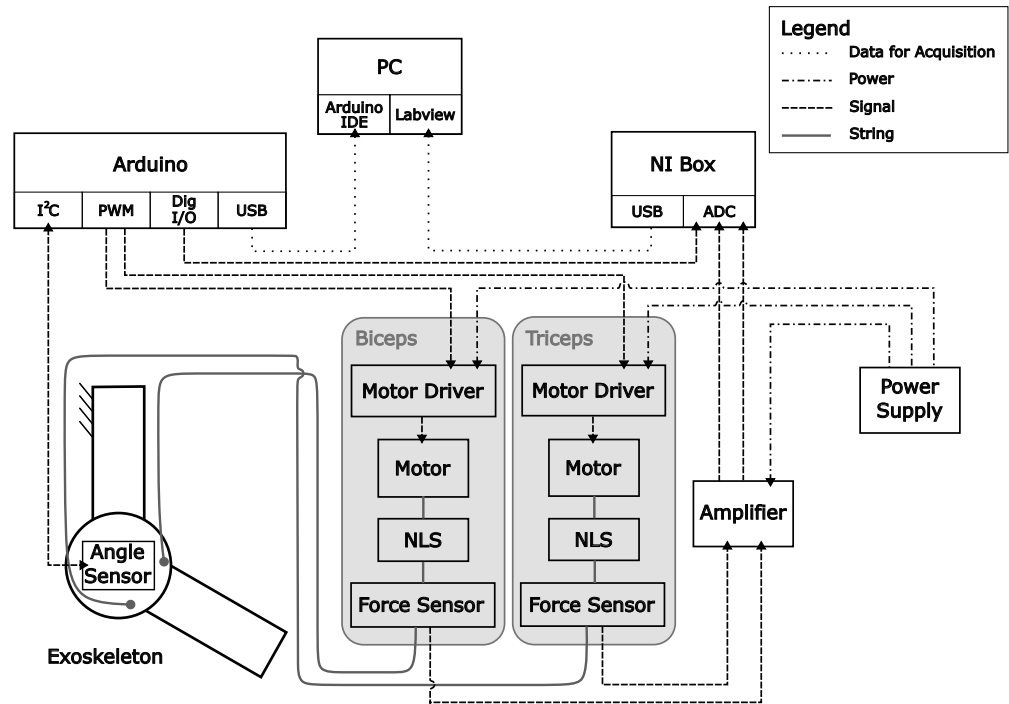 Legend
Data for Acquisition
Power
Signal
String
PC
Arduino
IDE
Labview
Arduino
I²C
PWM
Dig
I/O
USB
NI Box
USB
ADC
Biceps
Triceps
Motor Driver
Motor Driver
Power
Supply
Motor
Motor
Amplifier
NLS
NLS
Angle
Sensor
Force Sensor
Force Sensor
Exoskeleton